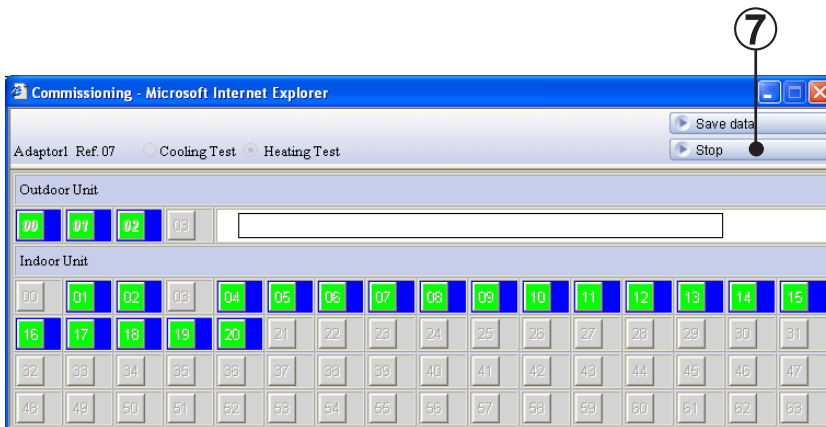 7
Commissioning - Microsoft Internet Explorer
Save data
Adaptor1 Ref. 07 Cooling Test Heating Test
Stop
Outdoor Unit
00 01 02 03
Indoor Unit
00 01 02 03 04 05 06 07 08 09 10 11 12 13 14 15
16 17 18 19 20 21 22 23 24 25 26 27 28 29 30 31
32 33 34 35 36 37 38 39 40 41 42 43 44 45 46 47
48 49 50 51 52 53 54 55 56 57 58 59 60 61 62 63